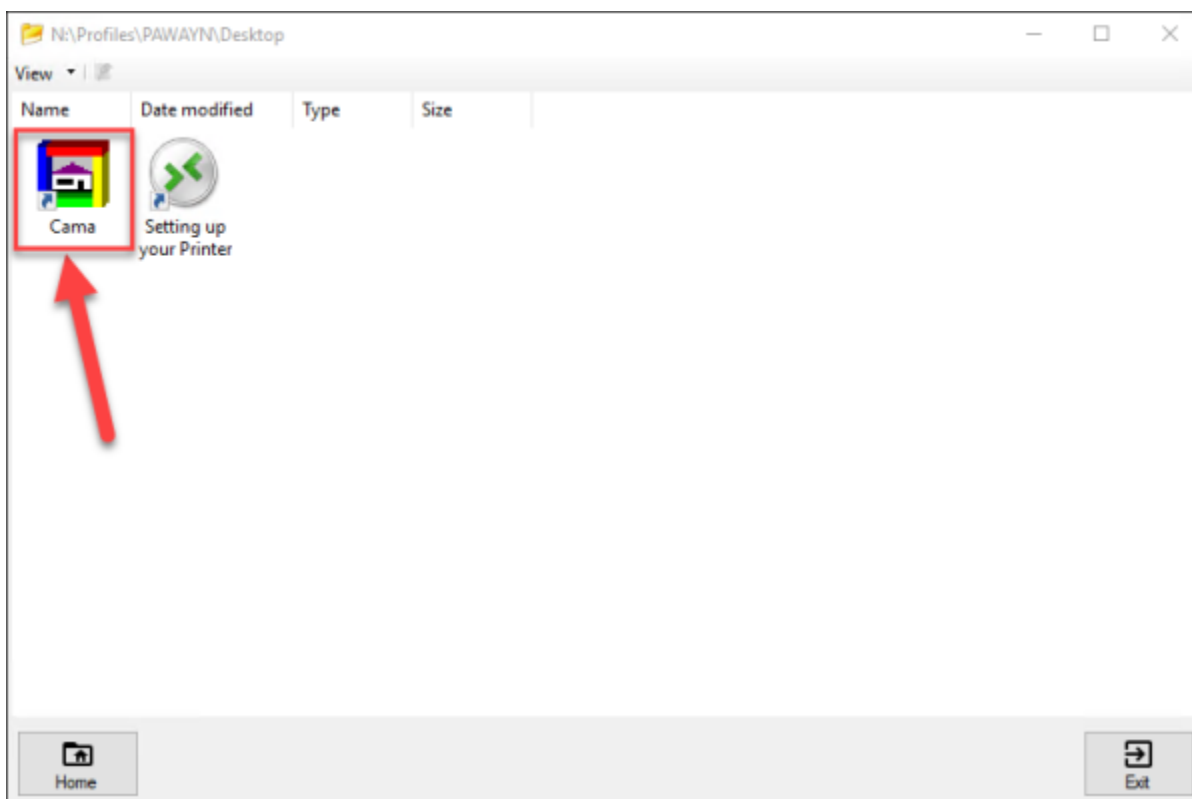 N:\Profiles\PAWAYN\Desktop
View
Name Date modified Type Size
Cama
Setting up
your Printer
Home
Exit